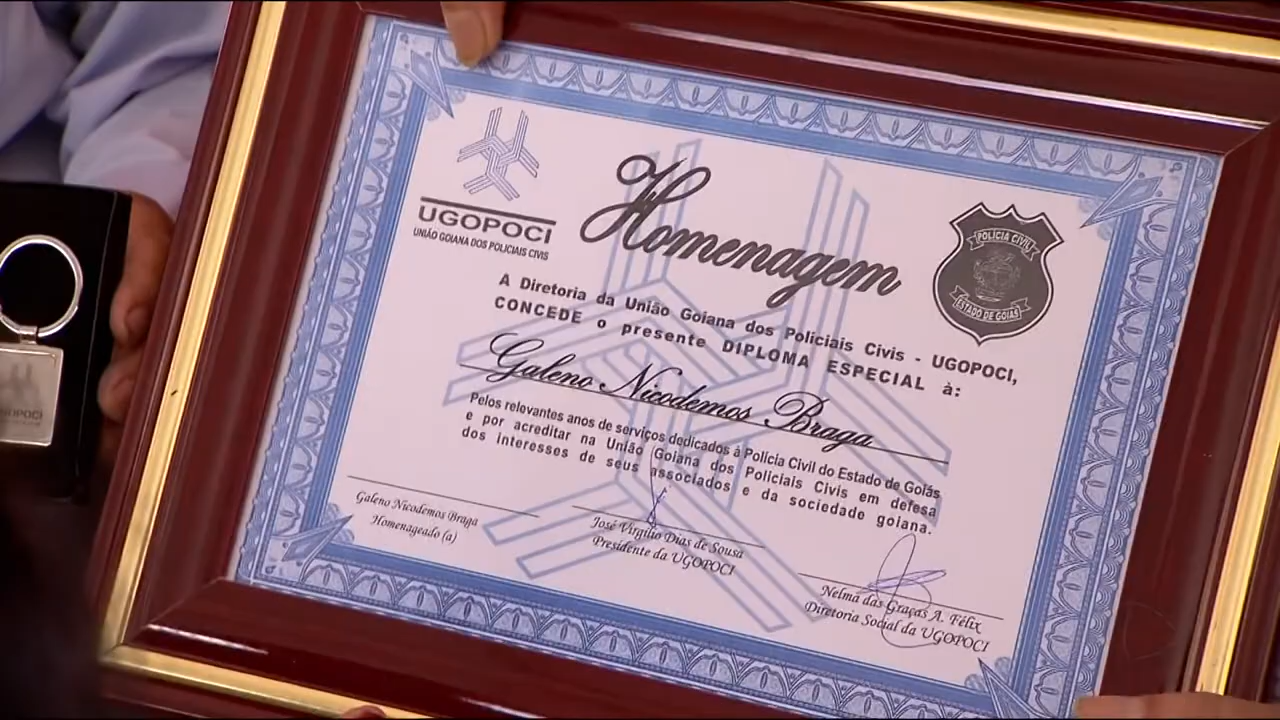 UGOPOCI
UNIÃO GOIANA DOS POLICIAIS CIVIS
Homenagem
POLÍCIA CIVIL
ESTADO DE GOIÁS
A Diretoria da União Goiana dos Policiais Civis - UGOPOCI,
CONCEDE o presente DIPLOMA ESPECIAL à:
Galeno Nicodemos Braga
Pelos relevantes anos de serviços dedicados à Polícia Civil do Estado de Goiás
e por acreditar na União Goiana dos Policiais Civis em defesa
dos interesses de seus associados e da sociedade goiana.
Galeno Nicodemos Braga
Homenageado (a)
José Virgílio Dias de Sousa
Presidente da UGOPOCI
Nelma das Graças A. Félix
Diretoria Social da UGOPOCI